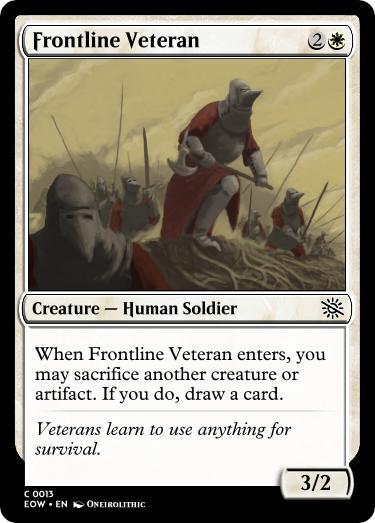 Frontline Veteran 2
Creature — Human Soldier
When Frontline Veteran enters, you
may sacrifice another creature or
artifact. If you do, draw a card.
Veterans learn to use anything for
survival.
3/2
C 0013
EOW • EN Oneirolithic